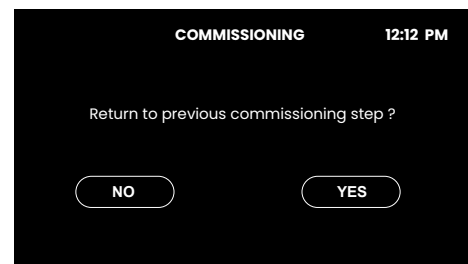 COMMISSIONING 12:12 PM
Return to previous commissioning step ?
NO YES